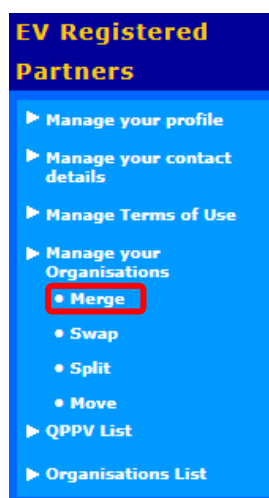 EV Registered
Partners
Manage your profile
Manage your contact
details
Manage Terms of Use
Manage your
Organisations
Merge
Swap
Split
Move
QPPV List
Organisations List